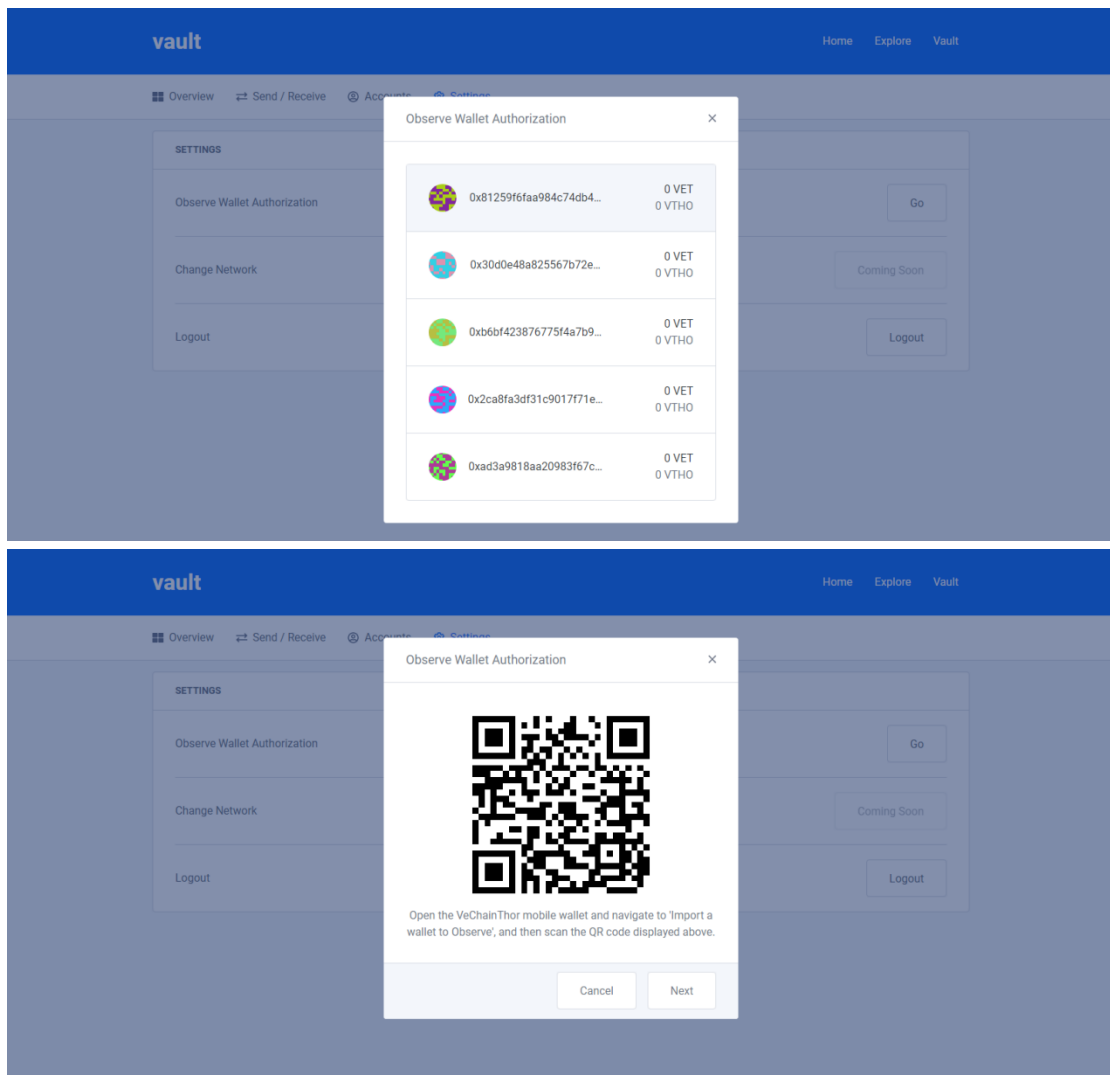 vault
Home Explore Vault
Overview Send / Receive Accounts Settings
Observe Wallet Authorization
SETTINGS
Observe Wallet Authorization Go
Change Network Coming Soon
Logout Logout
0x81259f6faa984c74db4... 0 VET
0 VTHO
0x30d0e48a825567b72e... 0 VET
0 VTHO
0xb6bf423876775f4a7b9... 0 VET
0 VTHO
0x2ca8fa3df31c9017f71e... 0 VET
0 VTHO
0xad3a9818aa20983f67c... 0 VET
0 VTHO
vault
Home Explore Vault
Overview Send / Receive Accounts Settings
Observe Wallet Authorization
SETTINGS
Observe Wallet Authorization Go
Change Network Coming Soon
Logout Logout
Open the VeChainThor mobile wallet and navigate to 'Import a
wallet to Observe', and then scan the QR code displayed above.
Cancel Next